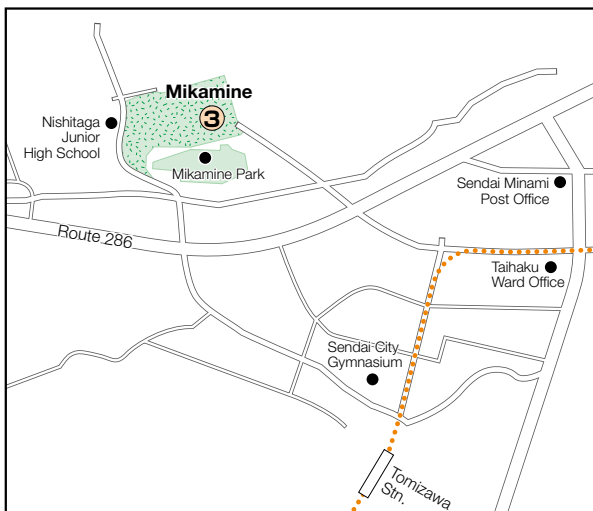 Mikamine
3
Nishitaga
Junior
High School
Mikamine Park
Sendai Minami
Post Office
Route 286
Taihaku
Ward Office
Sendai City
Gymnasium
Tomizawa
Stn.